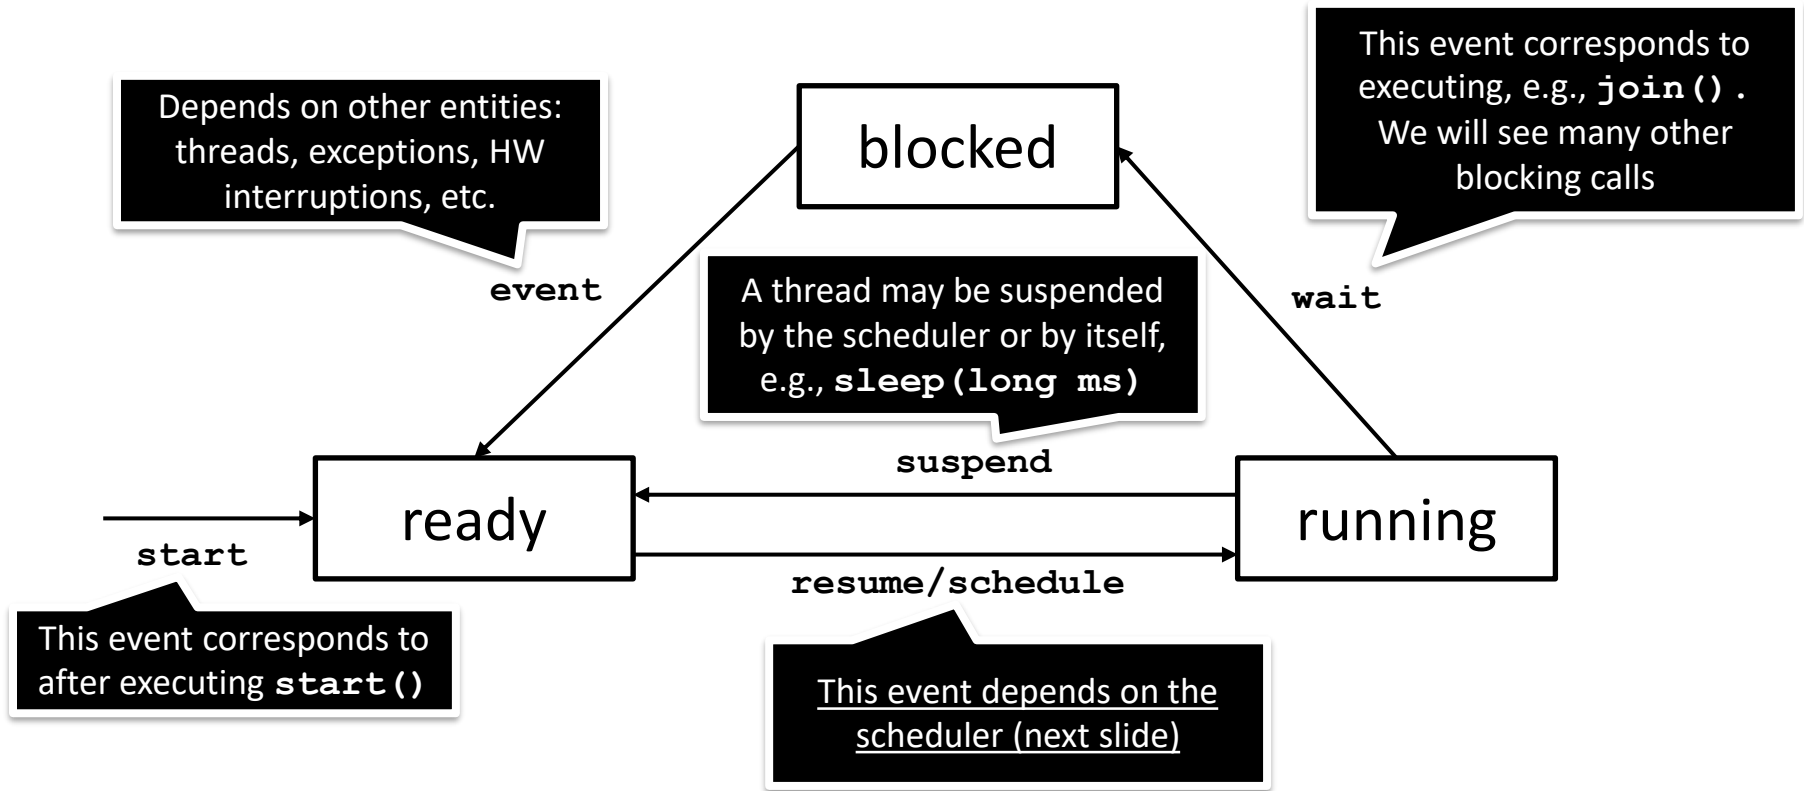 This event corresponds to
executing, e.g., join().
We will see many other
blocking calls
Depends on other entities:
threads, exceptions, HW
interruptions, etc.
blocked
event
A thread may be suspended
by the scheduler or by itself,
e.g., sleep(long ms)
wait
suspend
ready
running
start
resume/schedule
This event corresponds to
after executing start()
This event depends on the
scheduler (next slide)